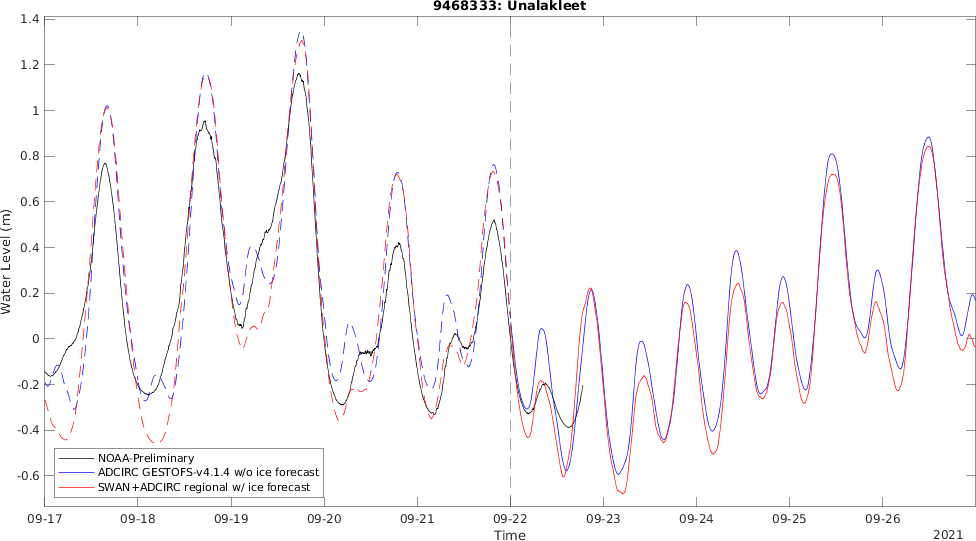 9468333: Unalakleet
1.4
1.2
1
0.8
0.6
0.4
0.2
0
-0.2
-0.4
-0.6
Water Level (m)
NOAA-Preliminary
ADCIRC GESTOFS-v4.1.4 w/o ice forecast
SWAN+ADCIRC regional w/ ice forecast
09-17 09-18 09-19 09-20 09-21 09-22 09-23 09-24 09-25 09-26
Time
2021